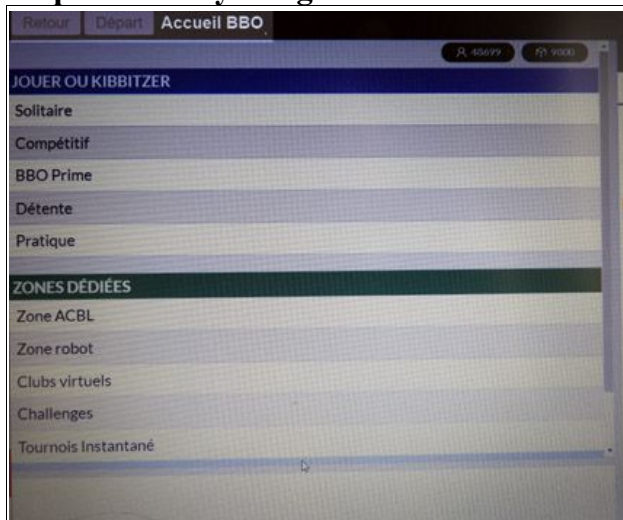 Retour Départ Accueil BBO
45699 9000
JOUER OU KIBBITZER
Solitaire
Compétitif
BBO Prime
Détente
Pratique
ZONES DÉDIÉES
Zone ACBL
Zone robot
Clubs virtuels
Challenges
Tournois Instantané